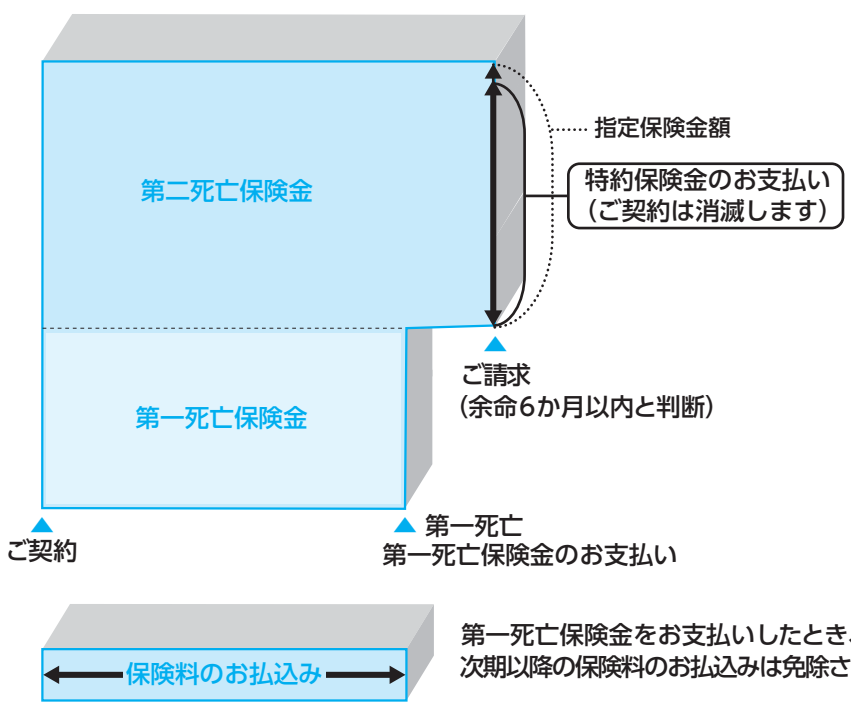 指定保険金額
特約保険金のお支払い
（ご契約は消滅します）
第二死亡保険金
ご請求
（余命6か月以内と判断）
第一死亡保険金
ご契約
第一死亡
第一死亡保険金のお支払い
保険料のお払込み
第一死亡保険金をお支払いしたとき、
次期以降の保険料のお払込みは免除さ